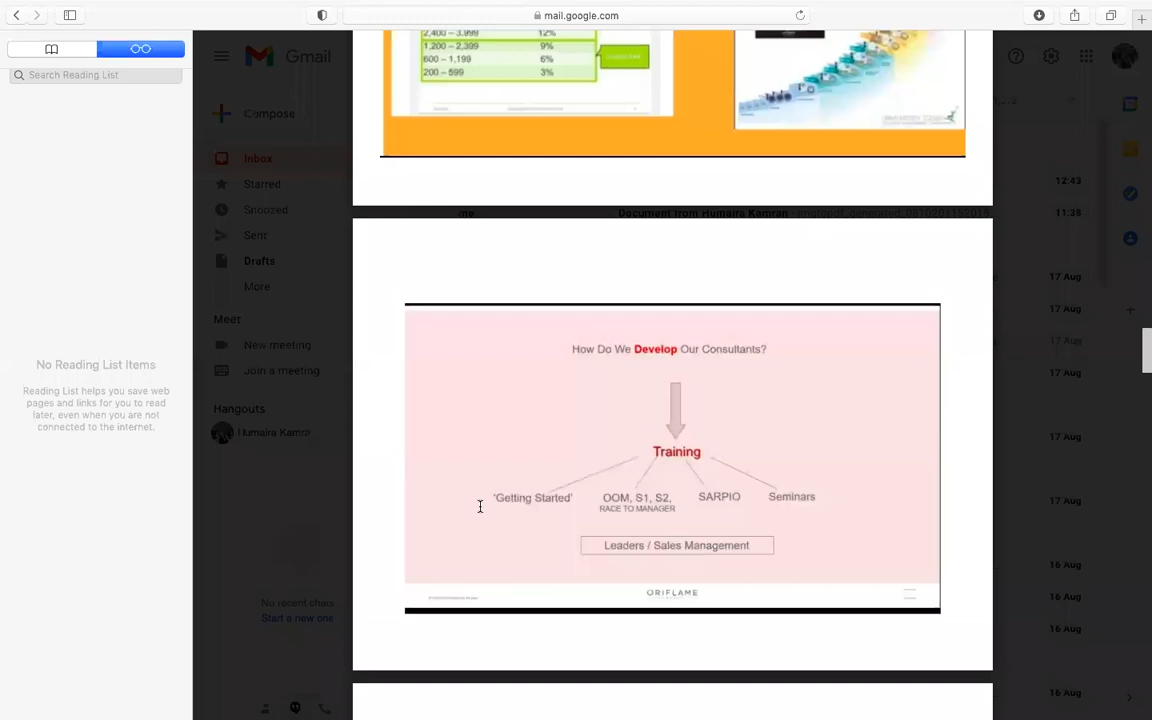 mail.google.com
Search Reading List
Gmail
Compose
Inbox
Starred
Snoozed
Sent
Drafts
More
Meet
New meeting
Join a meeting
Hangouts
Humaira Kamran
No recent chats
Start a new one
No Reading List Items
Reading List helps you save web
pages and links for you to read
later, even when you are not
connected to the internet.
2,400 – 3,999 12%
1,200 – 2,399 9%
600 – 1,199 6%
200 – 599 3%
me Document from Humaira Kamran
How Do We Develop Our Consultants?
Training
'Getting Started'
OOM, S1, S2,
RACE TO MANAGER
SARPIO
Seminars
Leaders / Sales Management
ORIFLAME
12:43
11:38
17 Aug
17 Aug
17 Aug
17 Aug
17 Aug
17 Aug
16 Aug
16 Aug
16 Aug
16 Aug